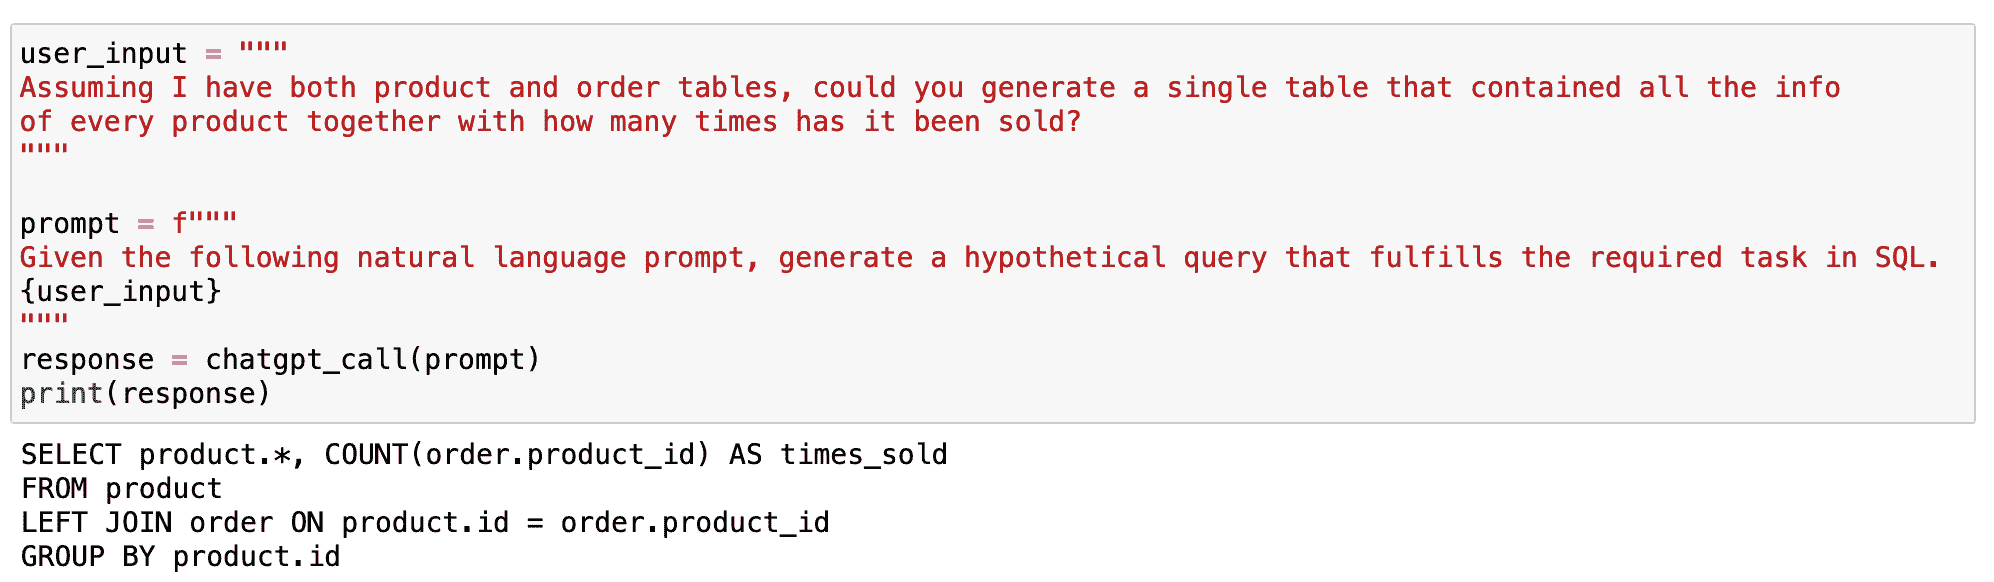 user_input = """
Assuming I have both product and order tables, could you generate a single table that contained all the info
of every product together with how many times has it been sold?
"""
prompt = f"""
Given the following natural language prompt, generate a hypothetical query that fulfills the required task in SQL.
{user_input}
"""
response = chatgpt_call(prompt)
print(response)
SELECT product.*, COUNT(order.product_id) AS times_sold
FROM product
LEFT JOIN order ON product.id = order.product_id
GROUP BY product.id